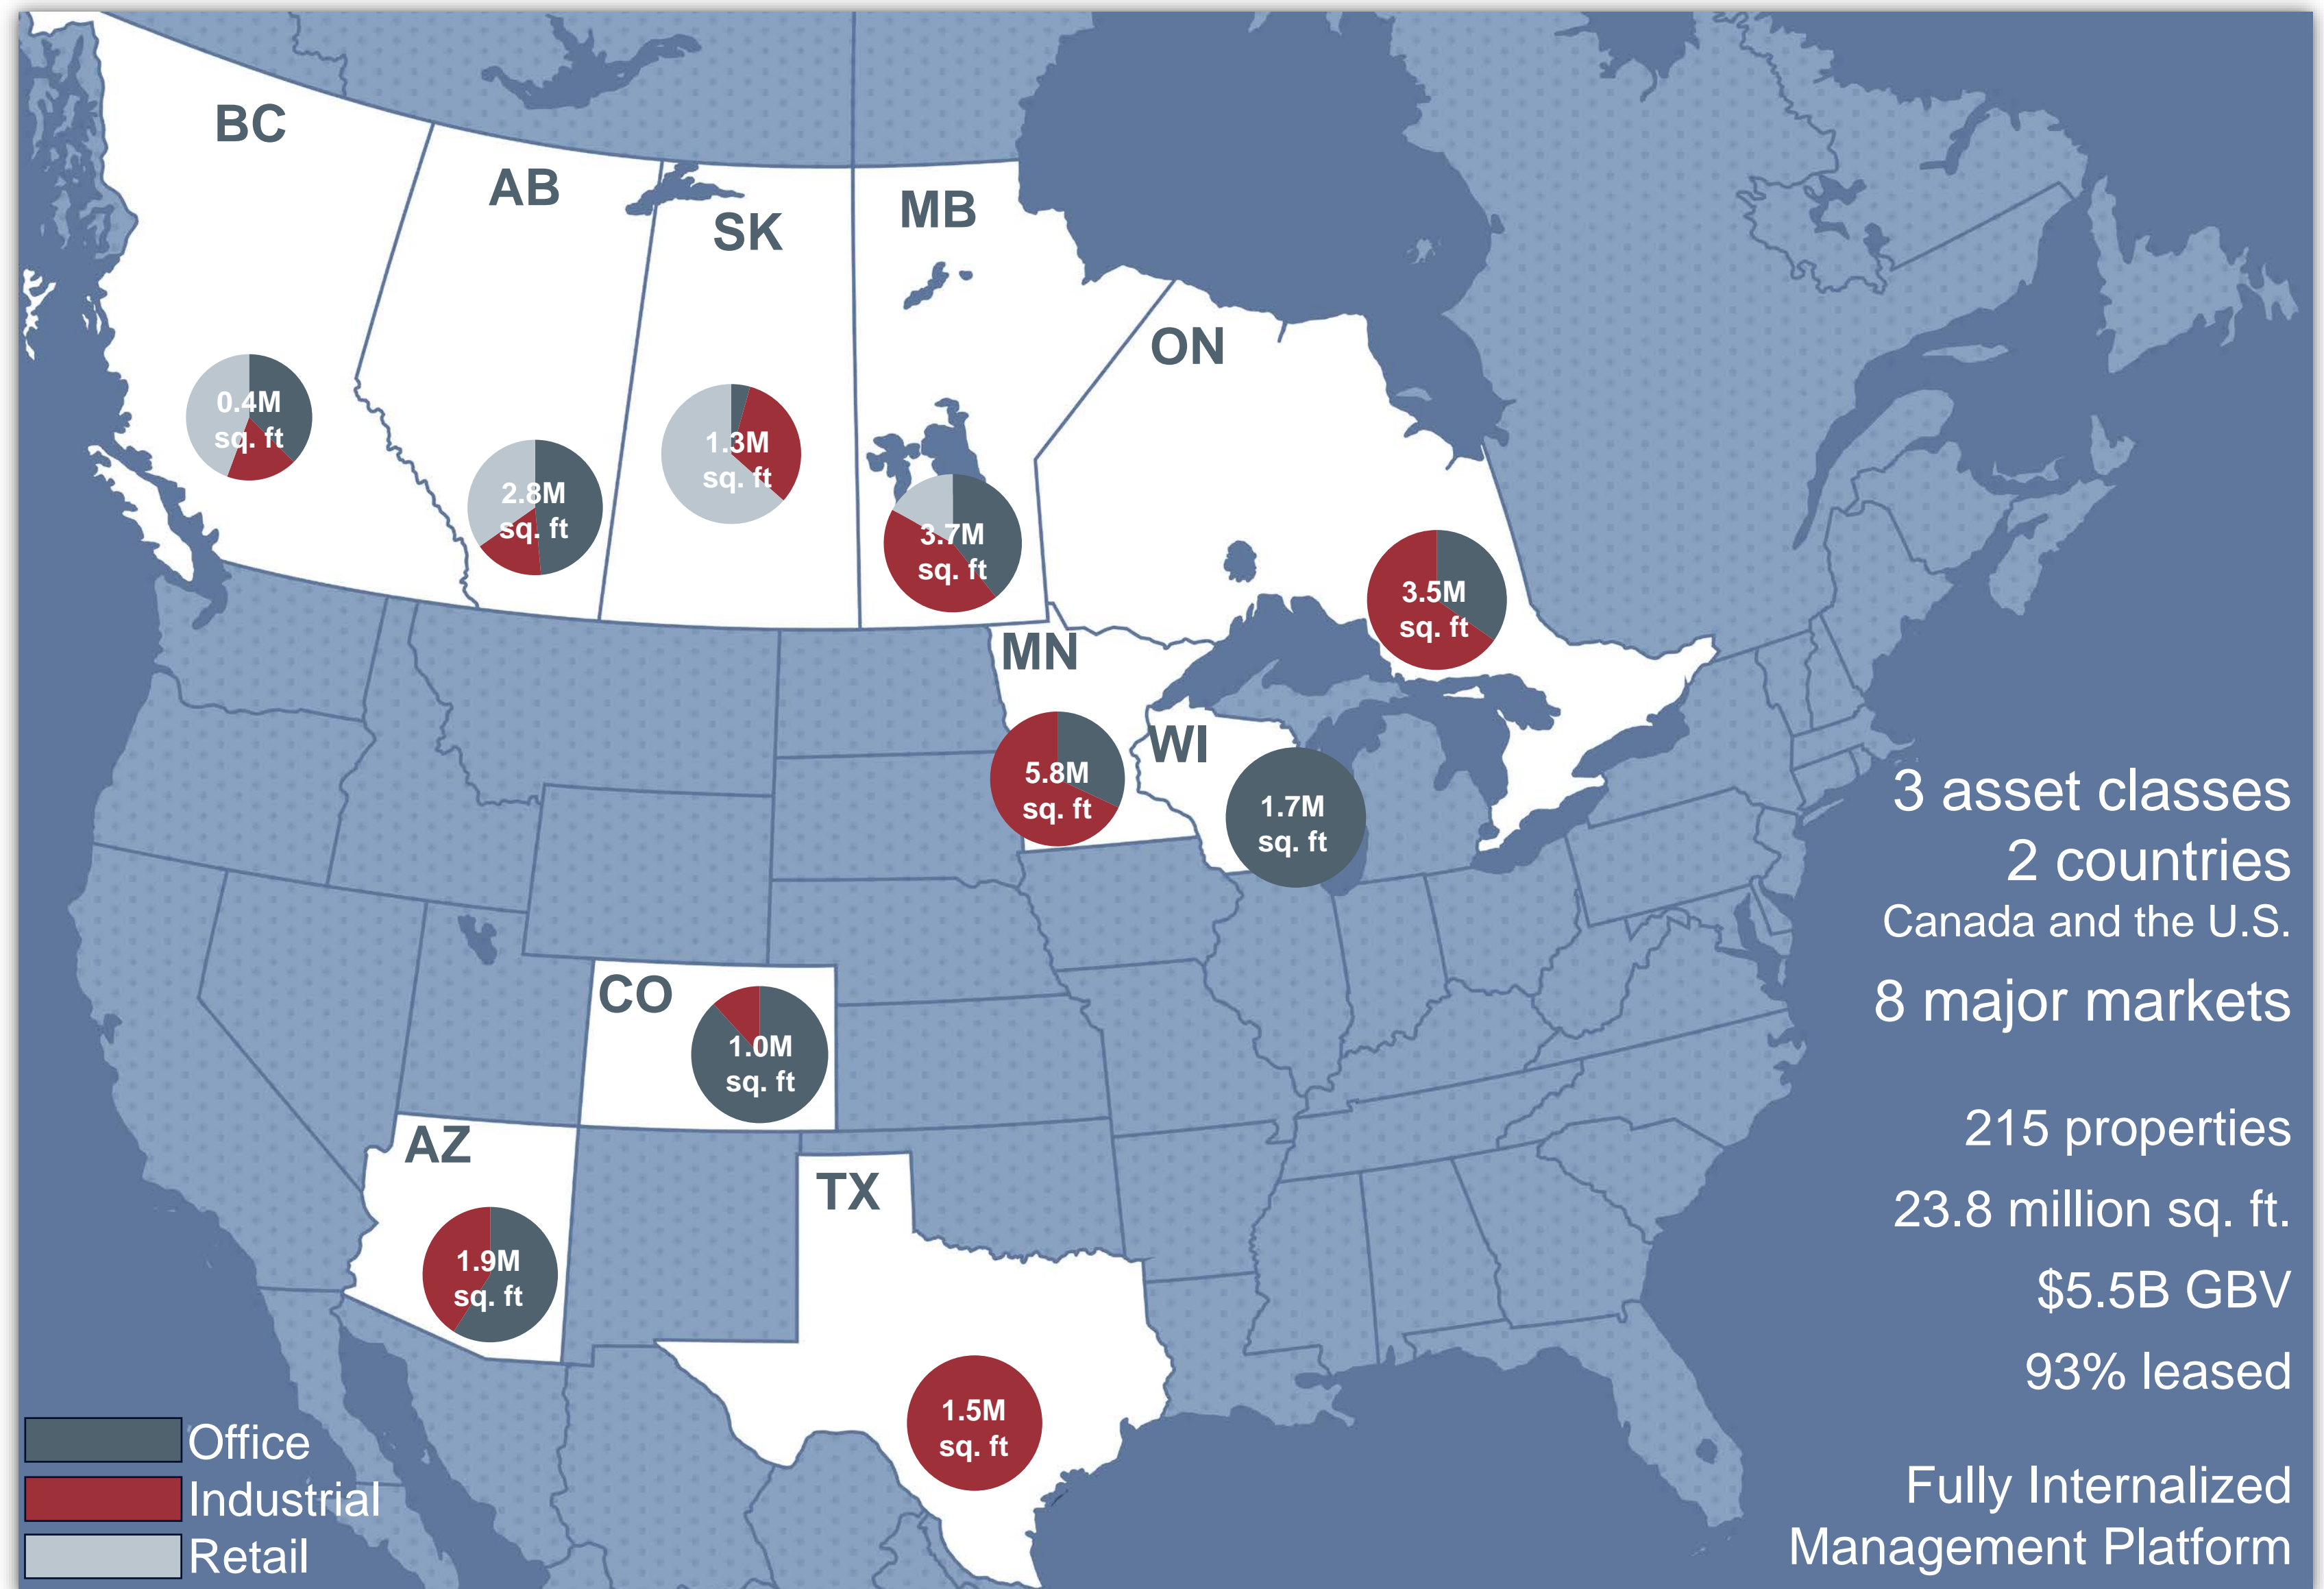 BC
AB
SK
MB
ON
0.4M
sq. ft
2.8M
sq. ft
1.3M
sq. ft
3.7M
sq. ft
3.5M
sq. ft
MN
WI
5.8M
sq. ft
1.7M
sq. ft
CO
1.0M
sq. ft
AZ
1.9M
sq. ft
TX
1.5M
sq. ft
3 asset classes
2 countries
Canada and the U.S.
8 major markets
215 properties
23.8 million sq. ft.
$5.5B GBV
93% leased
Fully Internalized
Management Platform
Office
Industrial
Retail